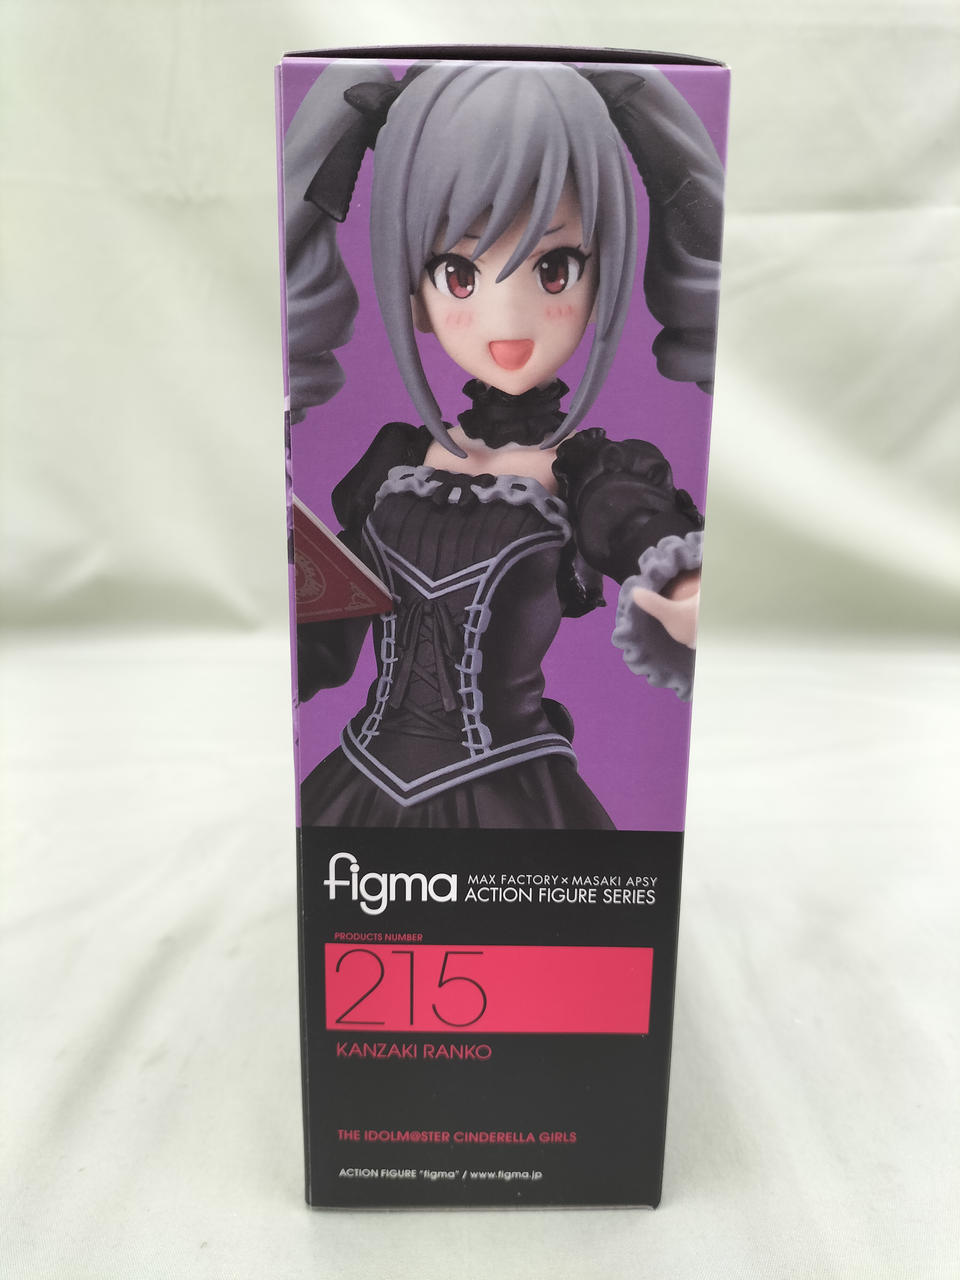 figma
MAX FACTORY × MASAKI APSY
ACTION FIGURE SERIES
PRODUCTS NUMBER
215
KANZAKI RANKO
THE IDOLM@STER CINDERELLA GIRLS
ACTION FIGURE "figma" / www.figma.jp